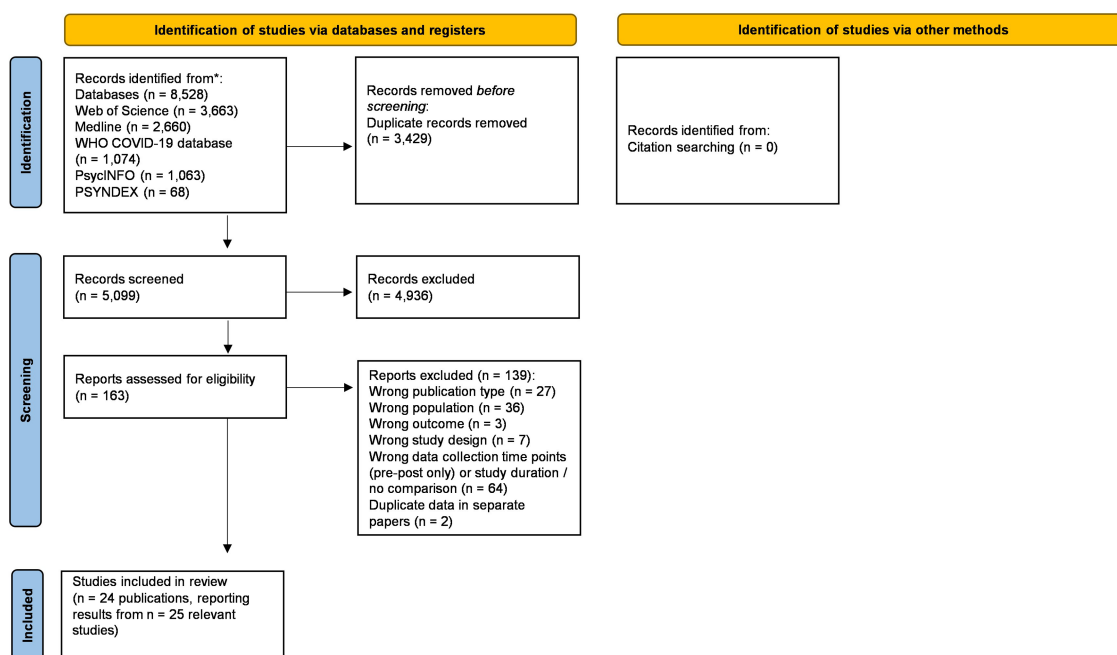 Identification of studies via databases and registers
Identification of studies via other methods
Identification
Records identified from*:
Databases (n = 8,528)
Web of Science (n = 3,663)
Medline (n = 2,660)
WHO COVID-19 database
(n = 1,074)
PsycINFO (n = 1,063)
PSYNDEX (n = 68)
Records removed before
screening:
Duplicate records removed
(n = 3,429)
Records identified from:
Citation searching (n = 0)
Screening
Records screened
(n = 5,099)
Records excluded
(n = 4,936)
Reports assessed for eligibility
(n = 163)
Reports excluded (n = 139):
Wrong publication type (n = 27)
Wrong population (n = 36)
Wrong outcome (n = 3)
Wrong study design (n = 7)
Wrong data collection time points
(pre-post only) or study duration /
no comparison (n = 64)
Duplicate data in separate
papers (n = 2)
Included
Studies included in review
(n = 24 publications, reporting
results from n = 25 relevant
studies)